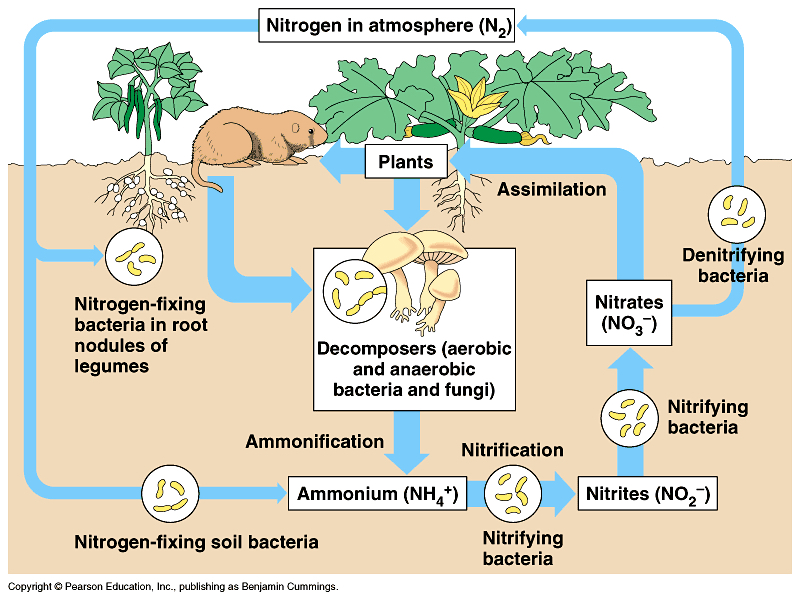 Nitrogen in atmosphere (N₂)
Plants
Assimilation
Denitrifying
bacteria
Nitrogen-fixing
bacteria in root
nodules of
legumes
Nitrates
(NO₃⁻)
Decomposers (aerobic
and anaerobic
bacteria and fungi)
Nitrifying
bacteria
Ammonification
Nitrification
Ammonium (NH₄⁺)
Nitrites (NO₂⁻)
Nitrogen-fixing soil bacteria
Nitrifying
bacteria
Copyright © Pearson Education, Inc., publishing as Benjamin Cummings.